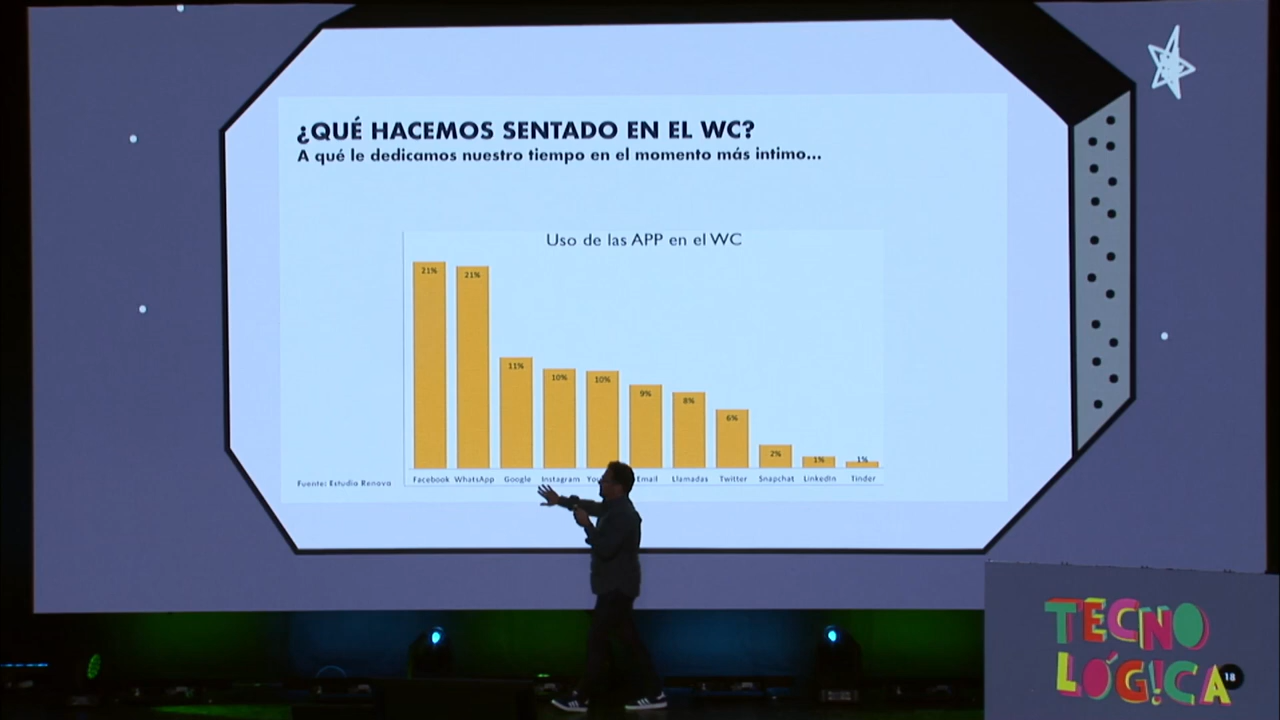 ¿QUÉ HACEMOS SENTADO EN EL WC?
A qué le dedicamos nuestro tiempo en el momento más intimo...
Uso de las APP en el WC
21% 21% 11% 10% 10% 9% 8% 6% 2% 1% 1%
Facebook WhatsApp Google Instagram Email Llamadas Twitter Snapchat LinkedIn Tinder
Fuente: Estudio Renova
TECNO
LÓG!CA 18